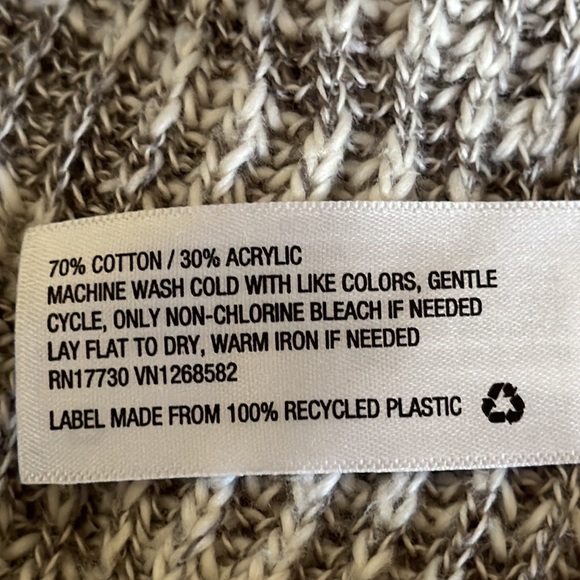 70% COTTON / 30% ACRYLIC
MACHINE WASH COLD WITH LIKE COLORS, GENTLE
CYCLE, ONLY NON-CHLORINE BLEACH IF NEEDED
LAY FLAT TO DRY, WARM IRON IF NEEDED
RN17730 VN1268582
LABEL MADE FROM 100% RECYCLED PLASTIC